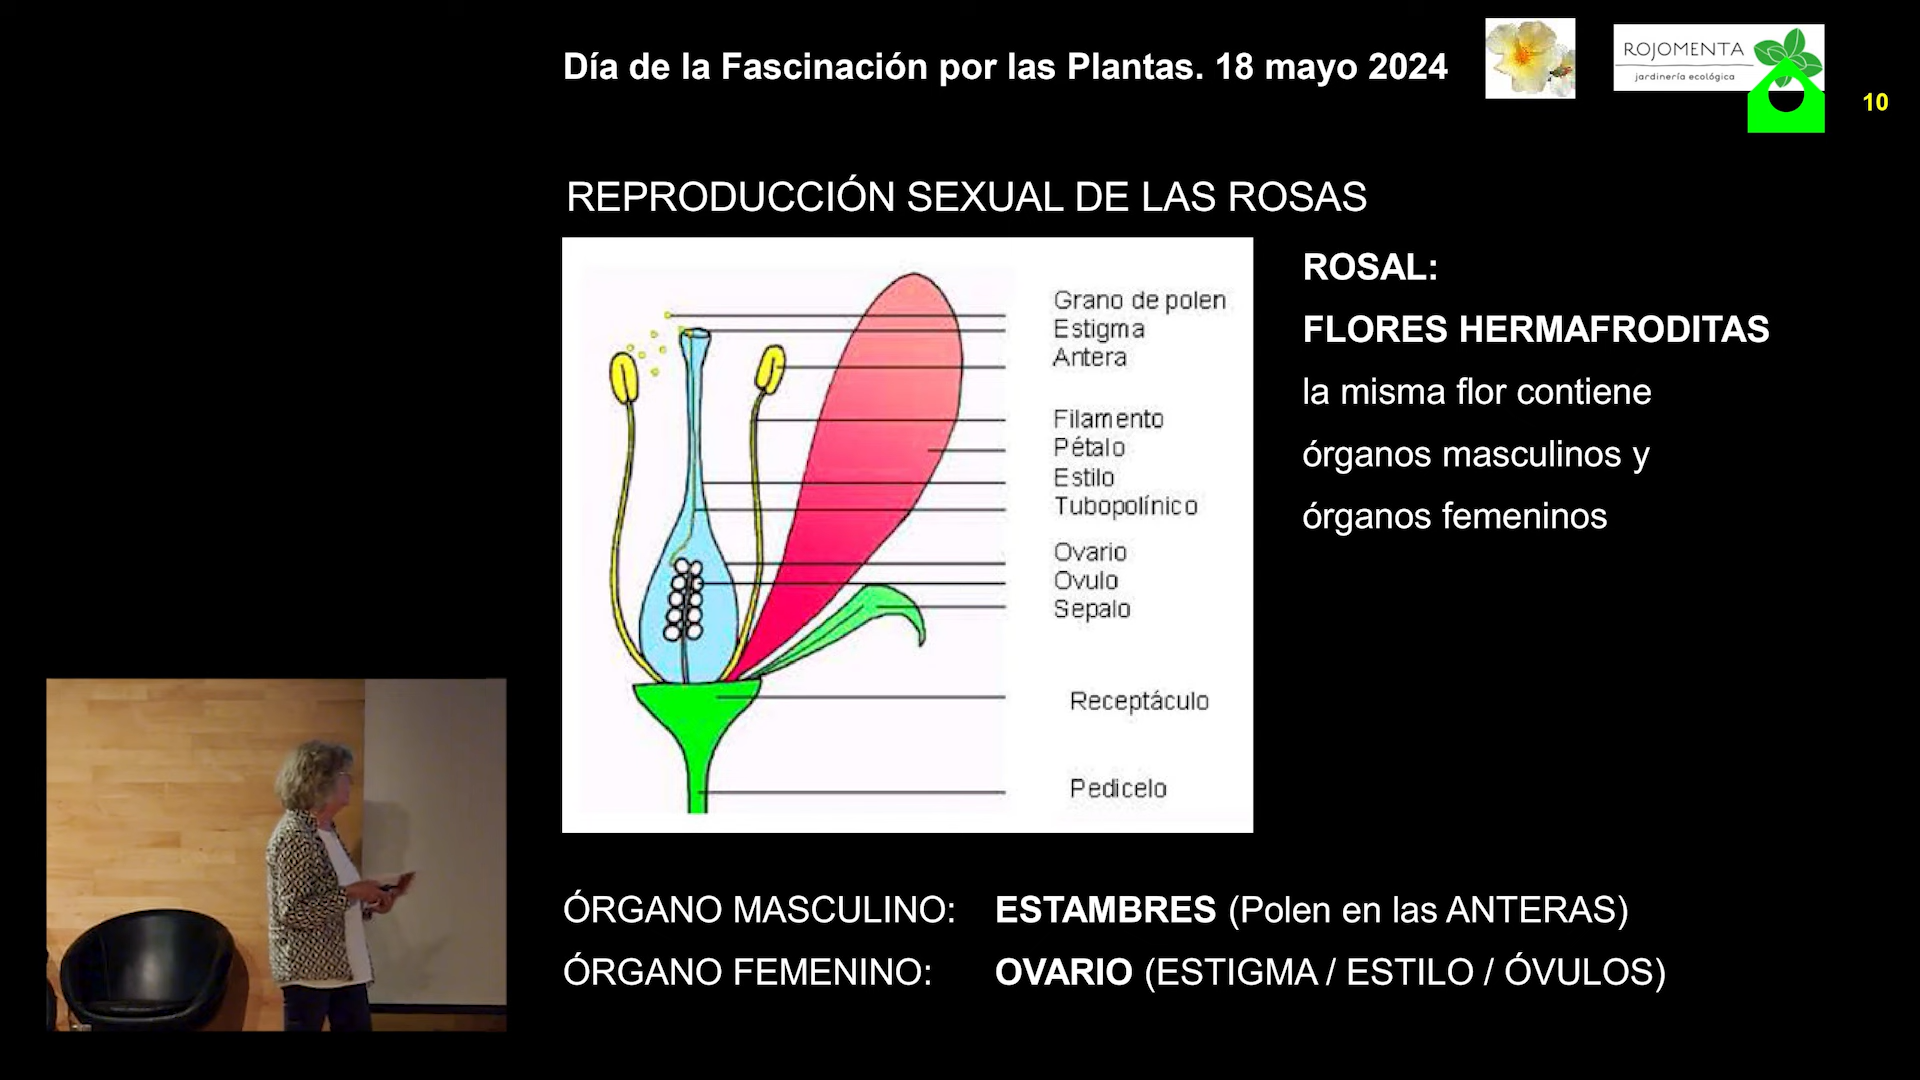 Día de la Fascinación por las Plantas. 18 mayo 2024
ROJOMENTA
jardinería ecológica
10
REPRODUCCIÓN SEXUAL DE LAS ROSAS
Grano de polen
Estigma
Antera
Filamento
Pétalo
Estilo
Tubopolínico
Ovario
Ovulo
Sepalo
Receptáculo
Pedicelo
ROSAL:
FLORES HERMAFRODITAS
la misma flor contiene
órganos masculinos y
órganos femeninos
ÓRGANO MASCULINO: ESTAMBRES (Polen en las ANTERAS)
ÓRGANO FEMENINO: OVARIO (ESTIGMA / ESTILO / ÓVULOS)